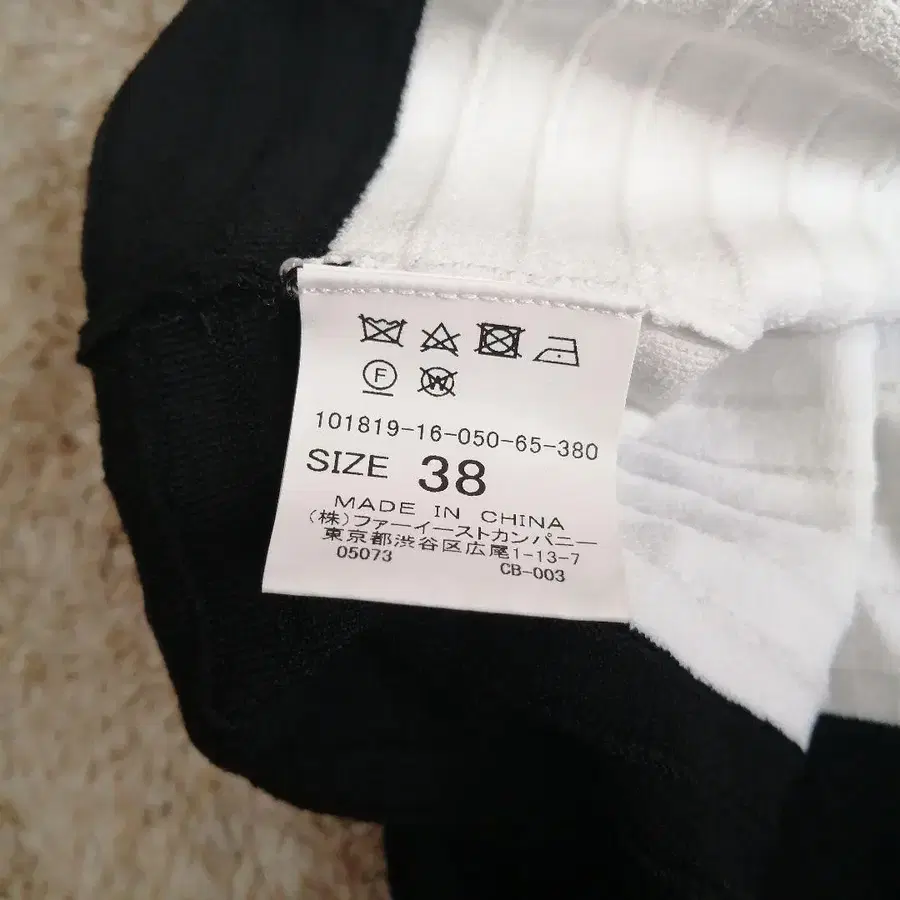 F W
101819-16-050-65-380
SIZE 38
MADE IN CHINA
(株)ファーイーストカンパニー
東京都渋谷区広尾1-13-7
05073 CB-003